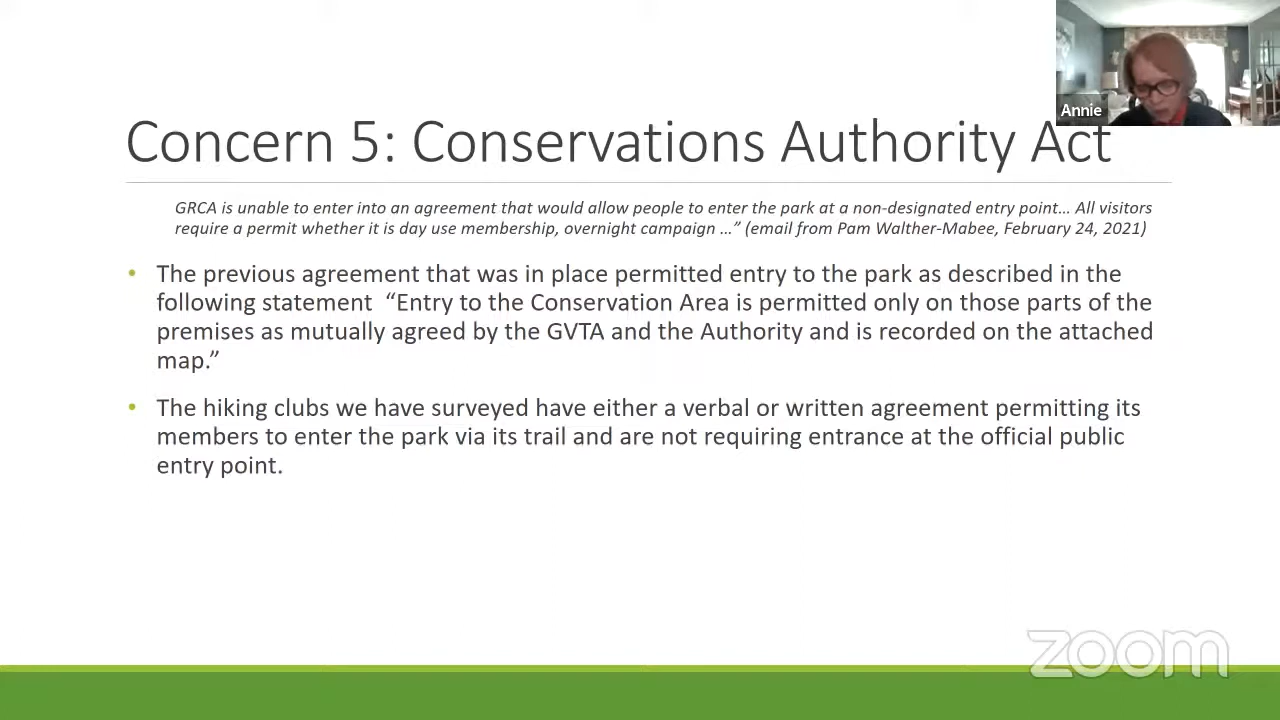 Annie
Concern 5: Conservations Authority Act
GRCA is unable to enter into an agreement that would allow people to enter the park at a non-designated entry point… All visitors
require a permit whether it is day use membership, overnight campaign …” (email from Pam Walther-Mabee, February 24, 2021)
• The previous agreement that was in place permitted entry to the park as described in the
following statement “Entry to the Conservation Area is permitted only on those parts of the
premises as mutually agreed by the GVTA and the Authority and is recorded on the attached
map.”
• The hiking clubs we have surveyed have either a verbal or written agreement permitting its
members to enter the park via its trail and are not requiring entrance at the official public
entry point.
zoom